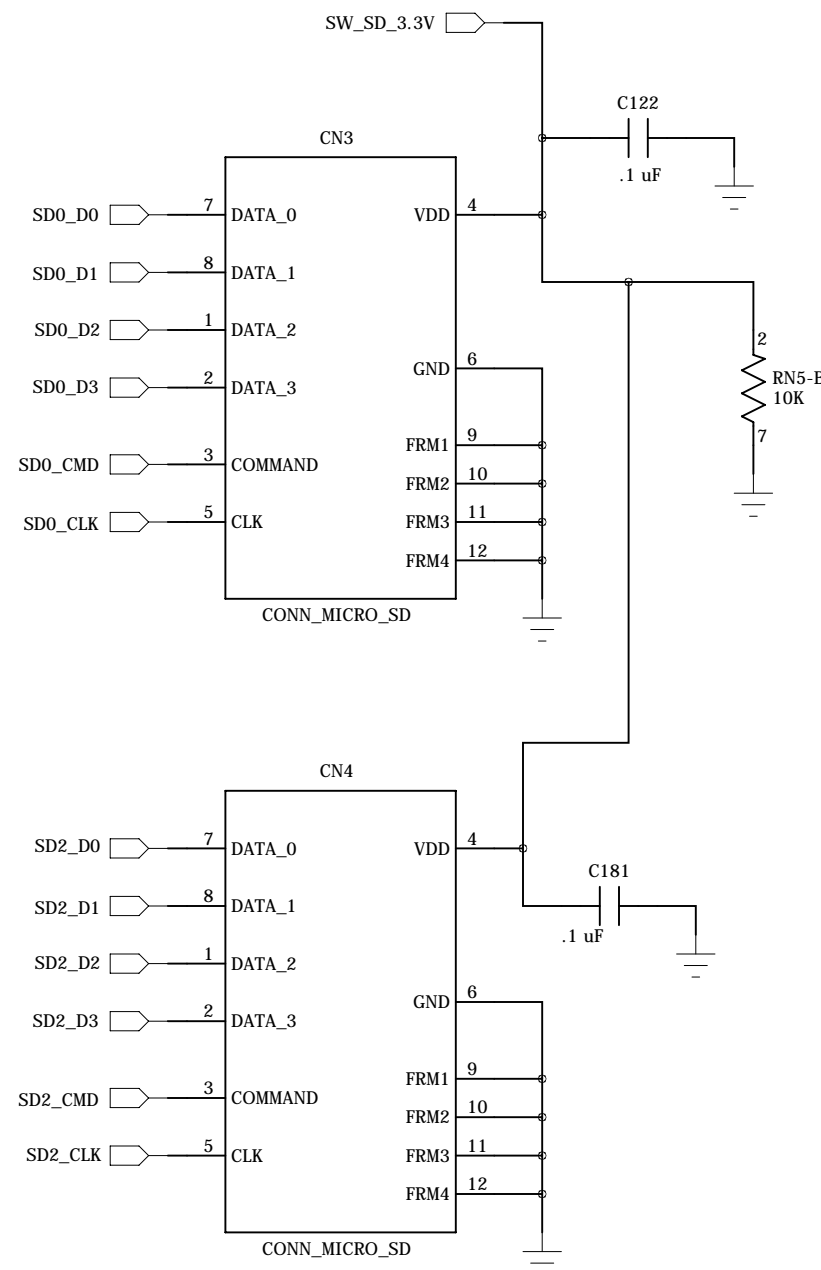 SW_SD_3.3V
C122
.1 uF
CN3
SD0_D0 7 DATA_0 VDD 4
SD0_D1 8 DATA_1
SD0_D2 1 DATA_2
SD0_D3 2 DATA_3 GND 6
SD0_CMD 3 COMMAND FRM1 9
FRM2 10
SD0_CLK 5 CLK FRM3 11
FRM4 12
CONN_MICRO_SD
2
RN5-B
10K
7
CN4
SD2_D0 7 DATA_0 VDD 4
C181
.1 uF
SD2_D1 8 DATA_1
SD2_D2 1 DATA_2
SD2_D3 2 DATA_3 GND 6
SD2_CMD 3 COMMAND FRM1 9
FRM2 10
SD2_CLK 5 CLK FRM3 11
FRM4 12
CONN_MICRO_SD